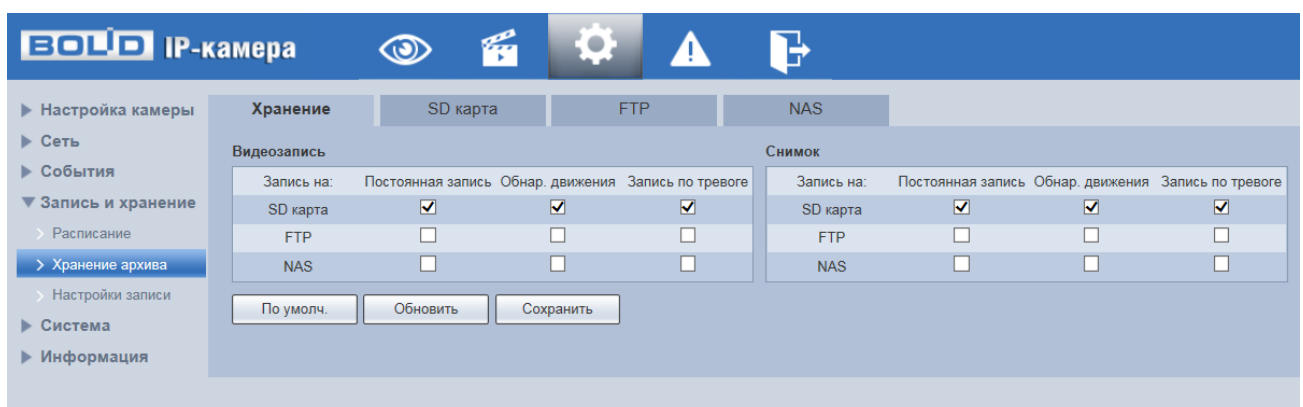 BOLID IP-камера
Настройка камеры
Сеть
События
Запись и хранение
Расписание
Хранение архива
Настройки записи
Система
Информация
Хранение SD карта FTP NAS
Видеозапись
Запись на: Постоянная запись Обнар. движения Запись по тревоге
SD карта
FTP
NAS
Снимок
Запись на: Постоянная запись Обнар. движения Запись по тревоге
SD карта
FTP
NAS
По умолч. Обновить Сохранить